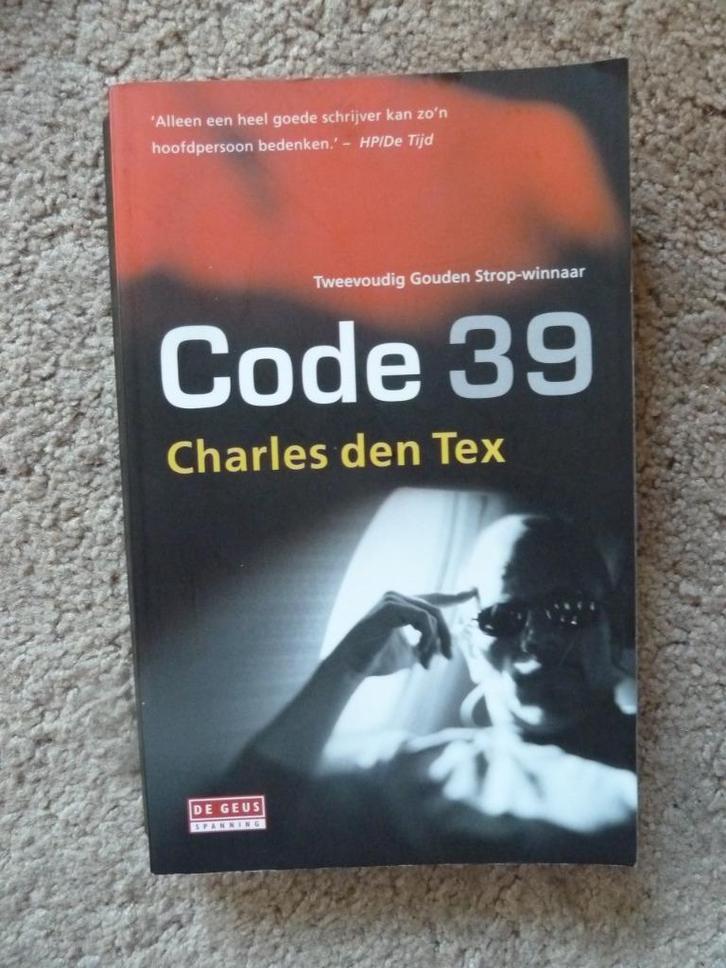 'Alleen een heel goede schrijver kan zo'n
hoofdpersoon bedenken.' – HP/De Tijd
Tweevoudig Gouden Strop-winnaar
Code 39
Charles den Tex
DE GEUS
SPANNING